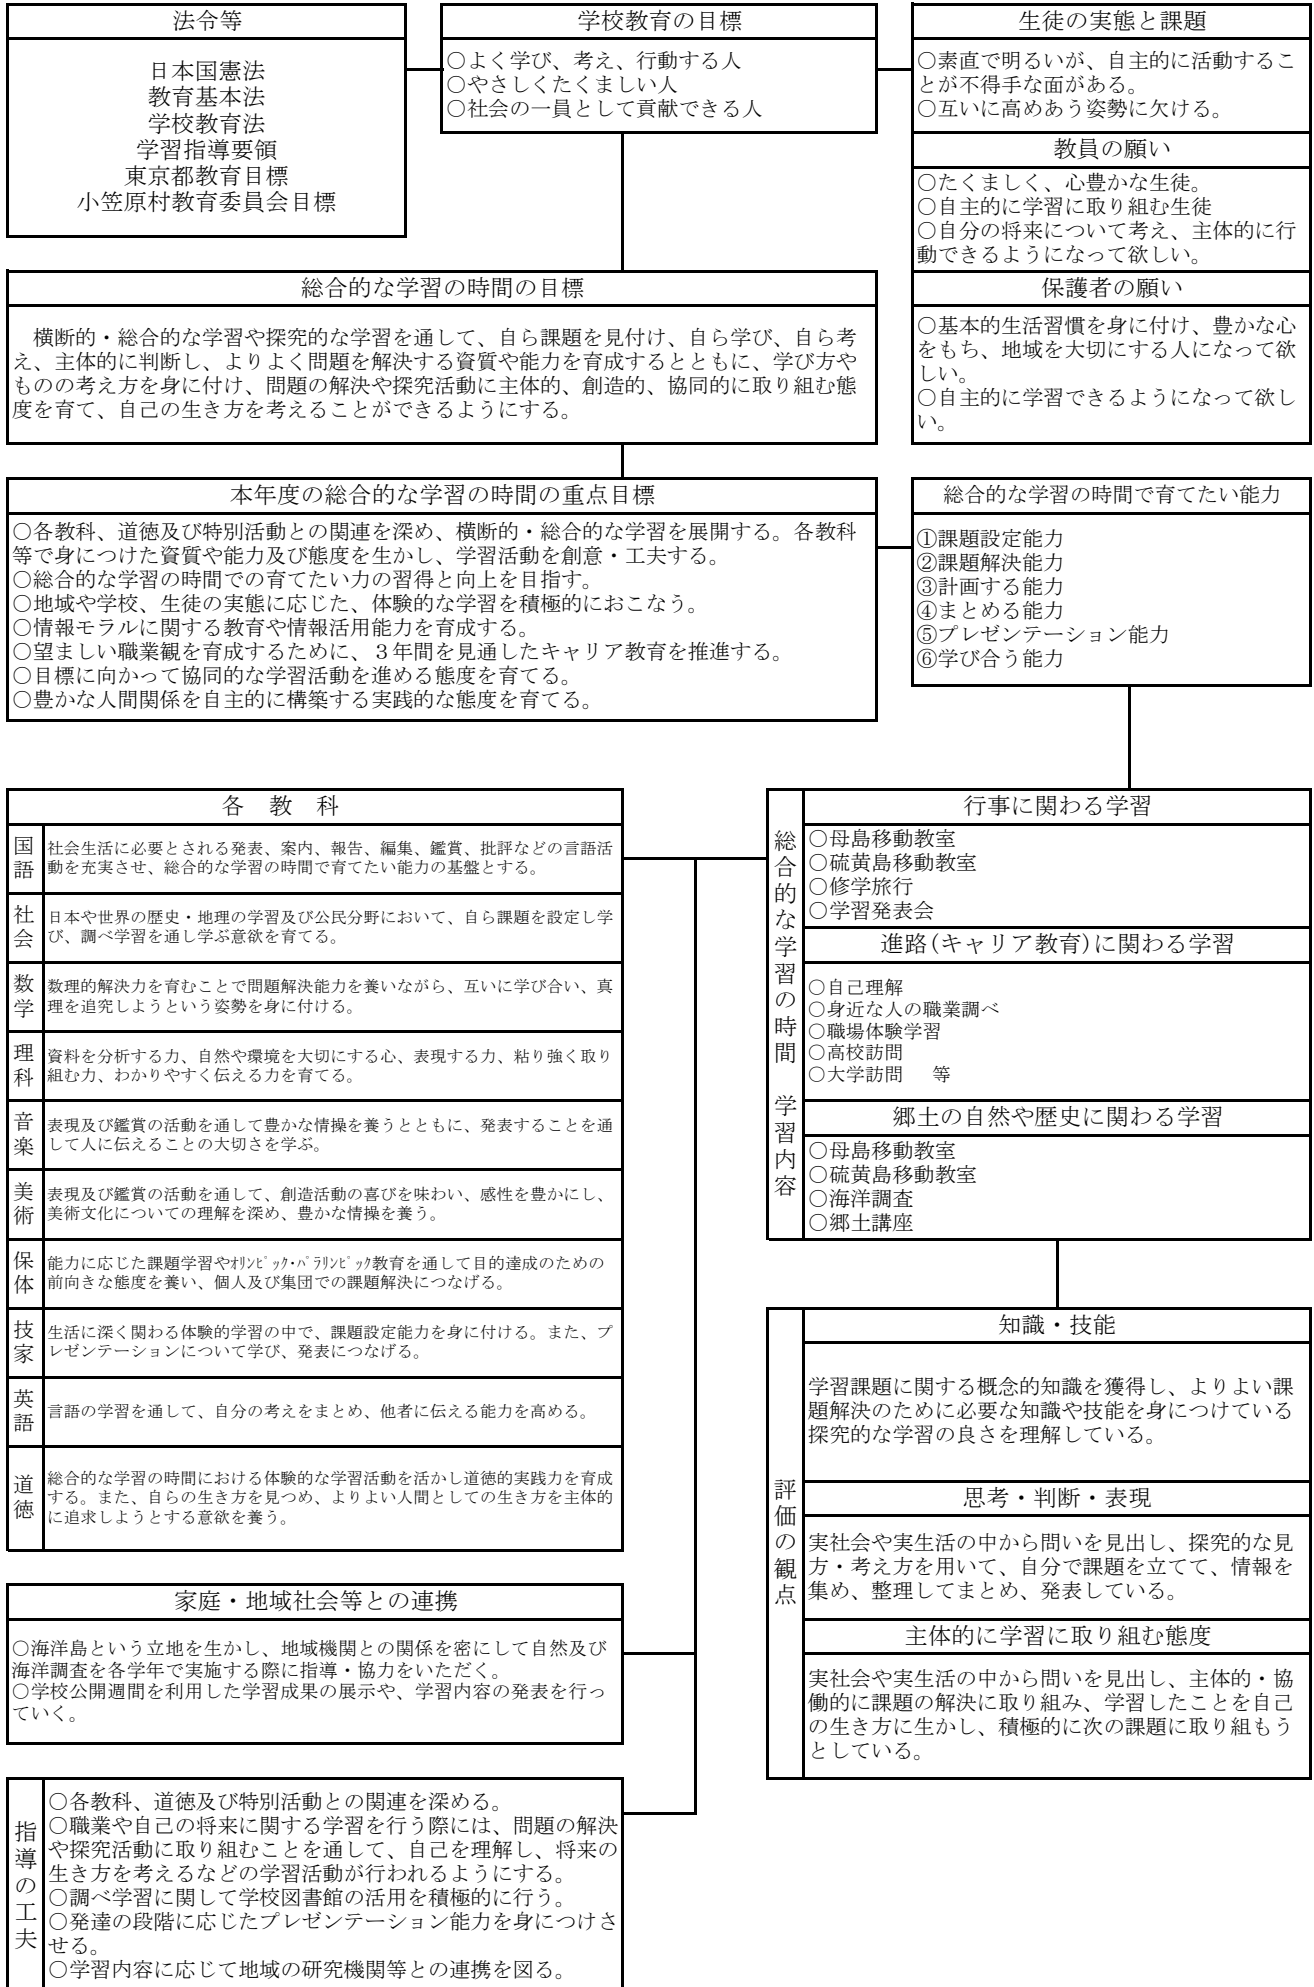 法令等
日本国憲法
教育基本法
学校教育法
学習指導要領
東京都教育目標
小笠原村教育委員会目標
学校教育の目標
○よく学び、考え、行動する人
○やさしくたくましい人
○社会の一員として貢献できる人
生徒の実態と課題
○素直で明るいが、自主的に活動するこ
とが不得手な面がある。
○互いに高めあう姿勢に欠ける。
教員の願い
○たくましく、心豊かな生徒。
○自主的に学習に取り組む生徒
○自分の将来について考え、主体的に行
動できるようになって欲しい。
保護者の願い
○基本的生活習慣を身に付け、豊かな心
をもち、地域を大切にする人になって欲
しい。
○自主的に学習できるようになって欲し
い。
総合的な学習の時間の目標
横断的・総合的な学習や探究的な学習を通して、自ら課題を見付け、自ら学び、自ら考
え、主体的に判断し、よりよく問題を解決する資質や能力を育成するとともに、学び方や
ものの考え方を身に付け、問題の解決や探究活動に主体的、創造的、協同的に取り組む態
度を育て、自己の生き方を考えることができるようにする。
本年度の総合的な学習の時間の重点目標
○各教科、道徳及び特別活動との関連を深め、横断的・総合的な学習を展開する。各教科
等で身につけた資質や能力及び態度を生かし、学習活動を創意・工夫する。
○総合的な学習の時間での育てたい力の習得と向上を目指す。
○地域や学校、生徒の実態に応じた、体験的な学習を積極的におこなう。
○情報モラルに関する教育や情報活用能力を育成する。
○望ましい職業観を育成するために、３年間を見通したキャリア教育を推進する。
○目標に向かって協同的な学習活動を進める態度を育てる。
○豊かな人間関係を自主的に構築する実践的な態度を育てる。
総合的な学習の時間で育てたい能力
①課題設定能力
②課題解決能力
③計画する能力
④まとめる能力
⑤プレゼンテーション能力
⑥学び合う能力
各　教　科
国語
社会生活に必要とされる発表、案内、報告、編集、鑑賞、批評などの言語活
動を充実させ、総合的な学習の時間で育てたい能力の基盤とする。
社会
日本や世界の歴史・地理の学習及び公民分野において、自ら課題を設定し学
び、調べ学習を通し学ぶ意欲を育てる。
数学
数理的解決力を育むことで問題解決能力を養いながら、互いに学び合い、真
理を追究しようという姿勢を身に付ける。
理科
資料を分析する力、自然や環境を大切にする心、表現する力、粘り強く取り
組む力、わかりやすく伝える力を育てる。
音楽
表現及び鑑賞の活動を通して豊かな情操を養うとともに、発表することを通
して人に伝えることの大切さを学ぶ。
美術
表現及び鑑賞の活動を通して、創造活動の喜びを味わい、感性を豊かにし、
美術文化についての理解を深め、豊かな情操を養う。
保体
能力に応じた課題学習やｵﾘﾝﾋﾟｯｸ・ﾊﾟﾗﾘﾝﾋﾟｯｸ教育を通して目的達成のための
前向きな態度を養い、個人及び集団での課題解決につなげる。
技家
生活に深く関わる体験的学習の中で、課題設定能力を身に付ける。また、プ
レゼンテーションについて学び、発表につなげる。
英語
言語の学習を通して、自分の考えをまとめ、他者に伝える能力を高める。
道徳
総合的な学習の時間における体験的な学習活動を活かし道徳的実践力を育成
する。また、自らの生き方を見つめ、よりよい人間としての生き方を主体的
に追求しようとする意欲を養う。
家庭・地域社会等との連携
○海洋島という立地を生かし、地域機関との関係を密にして自然及び
海洋調査を各学年で実施する際に指導・協力をいただく。
○学校公開週間を利用した学習成果の展示や、学習内容の発表を行っ
ていく。
指導の工夫
○各教科、道徳及び特別活動との関連を深める。
○職業や自己の将来に関する学習を行う際には、問題の解決
や探究活動に取り組むことを通して、自己を理解し、将来の
生き方を考えるなどの学習活動が行われるようにする。
○調べ学習に関して学校図書館の活用を積極的に行う。
○発達の段階に応じたプレゼンテーション能力を身につけさ
せる。
○学習内容に応じて地域の研究機関等との連携を図る。
総合的な学習の時間　学習内容
行事に関わる学習
○母島移動教室
○硫黄島移動教室
○修学旅行
○学習発表会
進路(キャリア教育)に関わる学習
○自己理解
○身近な人の職業調べ
○職場体験学習
○高校訪問
○大学訪問　等
郷土の自然や歴史に関わる学習
○母島移動教室
○硫黄島移動教室
○海洋調査
○郷土講座
評価の観点
知識・技能
学習課題に関する概念的知識を獲得し、よりよい課
題解決のために必要な知識や技能を身につけている
探究的な学習の良さを理解している。
思考・判断・表現
実社会や実生活の中から問いを見出し、探究的な見
方・考え方を用いて、自分で課題を立てて、情報を
集め、整理してまとめ、発表している。
主体的に学習に取り組む態度
実社会や実生活の中から問いを見出し、主体的・協
働的に課題の解決に取り組み、学習したことを自己
の生き方に生かし、積極的に次の課題に取り組もう
としている。